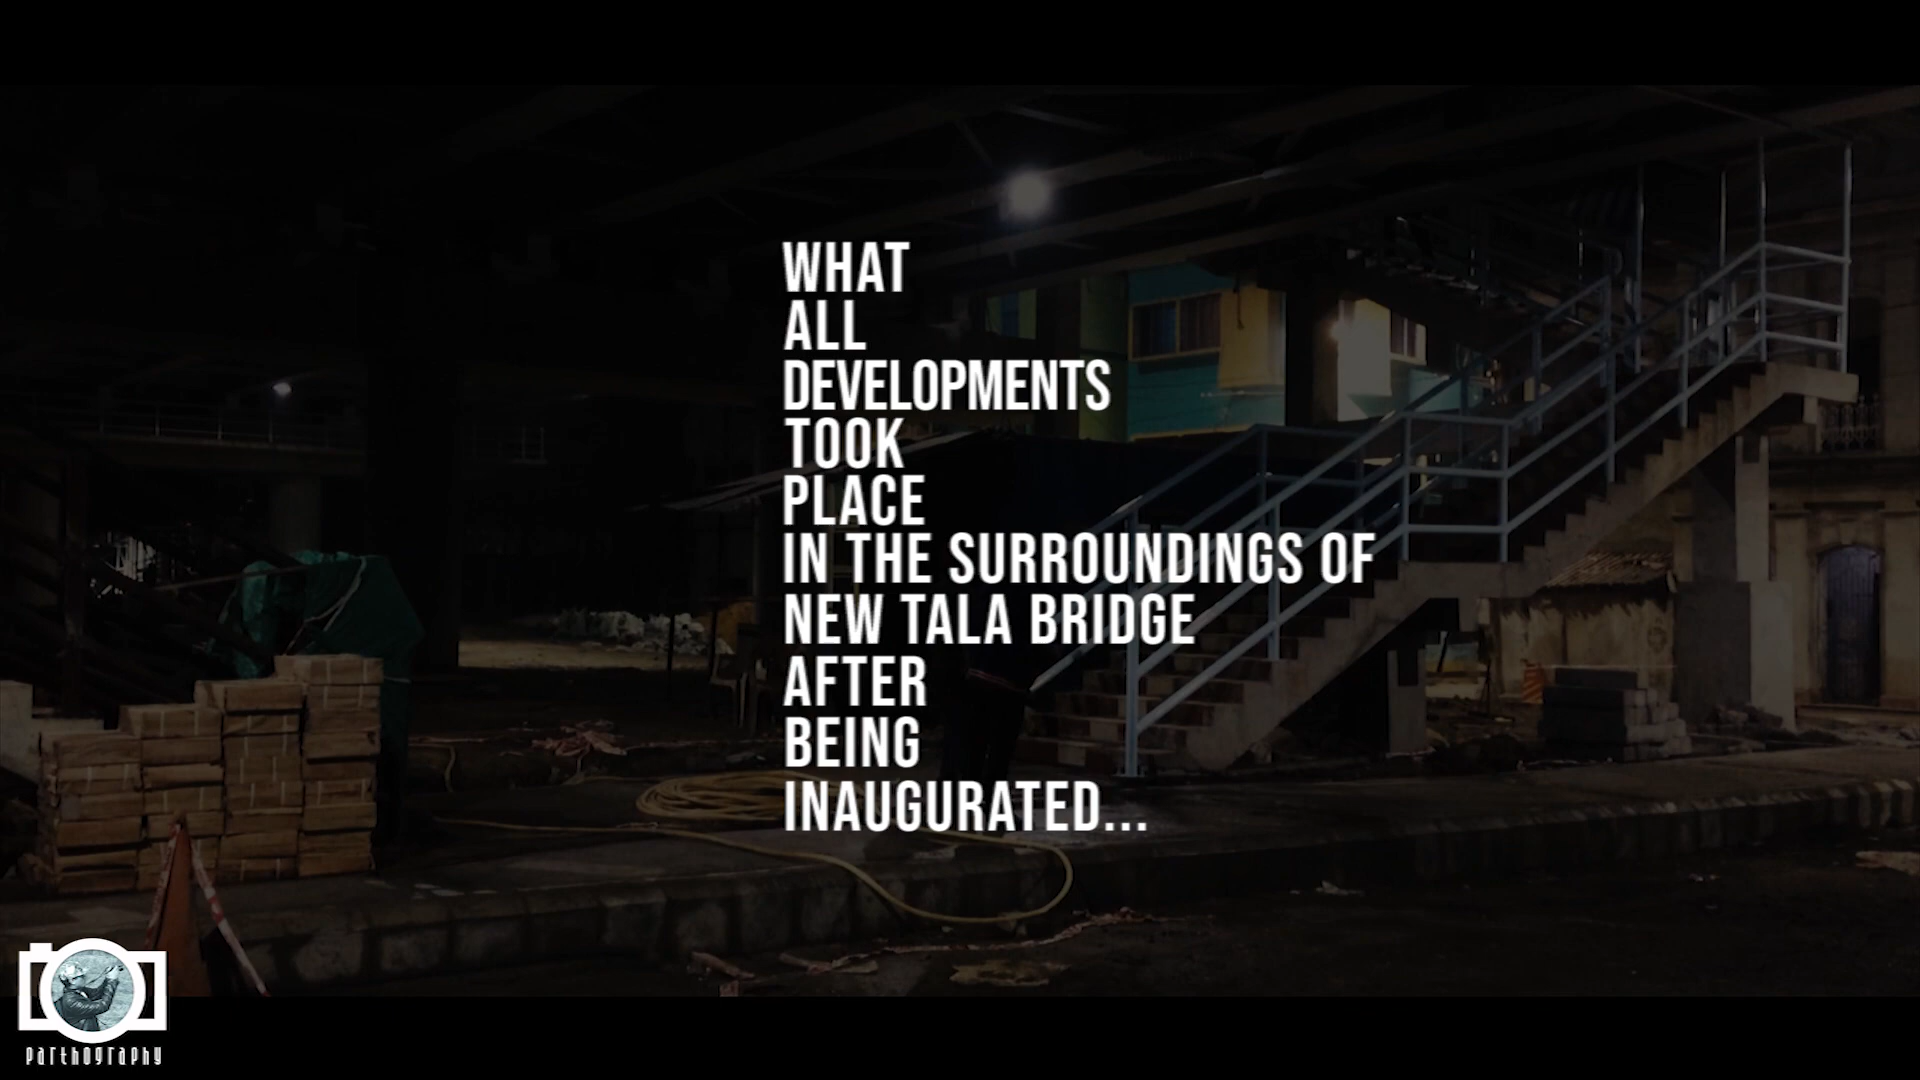 WHAT
ALL
DEVELOPMENTS
TOOK
PLACE
IN THE SURROUNDINGS OF
NEW TALA BRIDGE
AFTER
BEING
INAUGURATED...
parthography